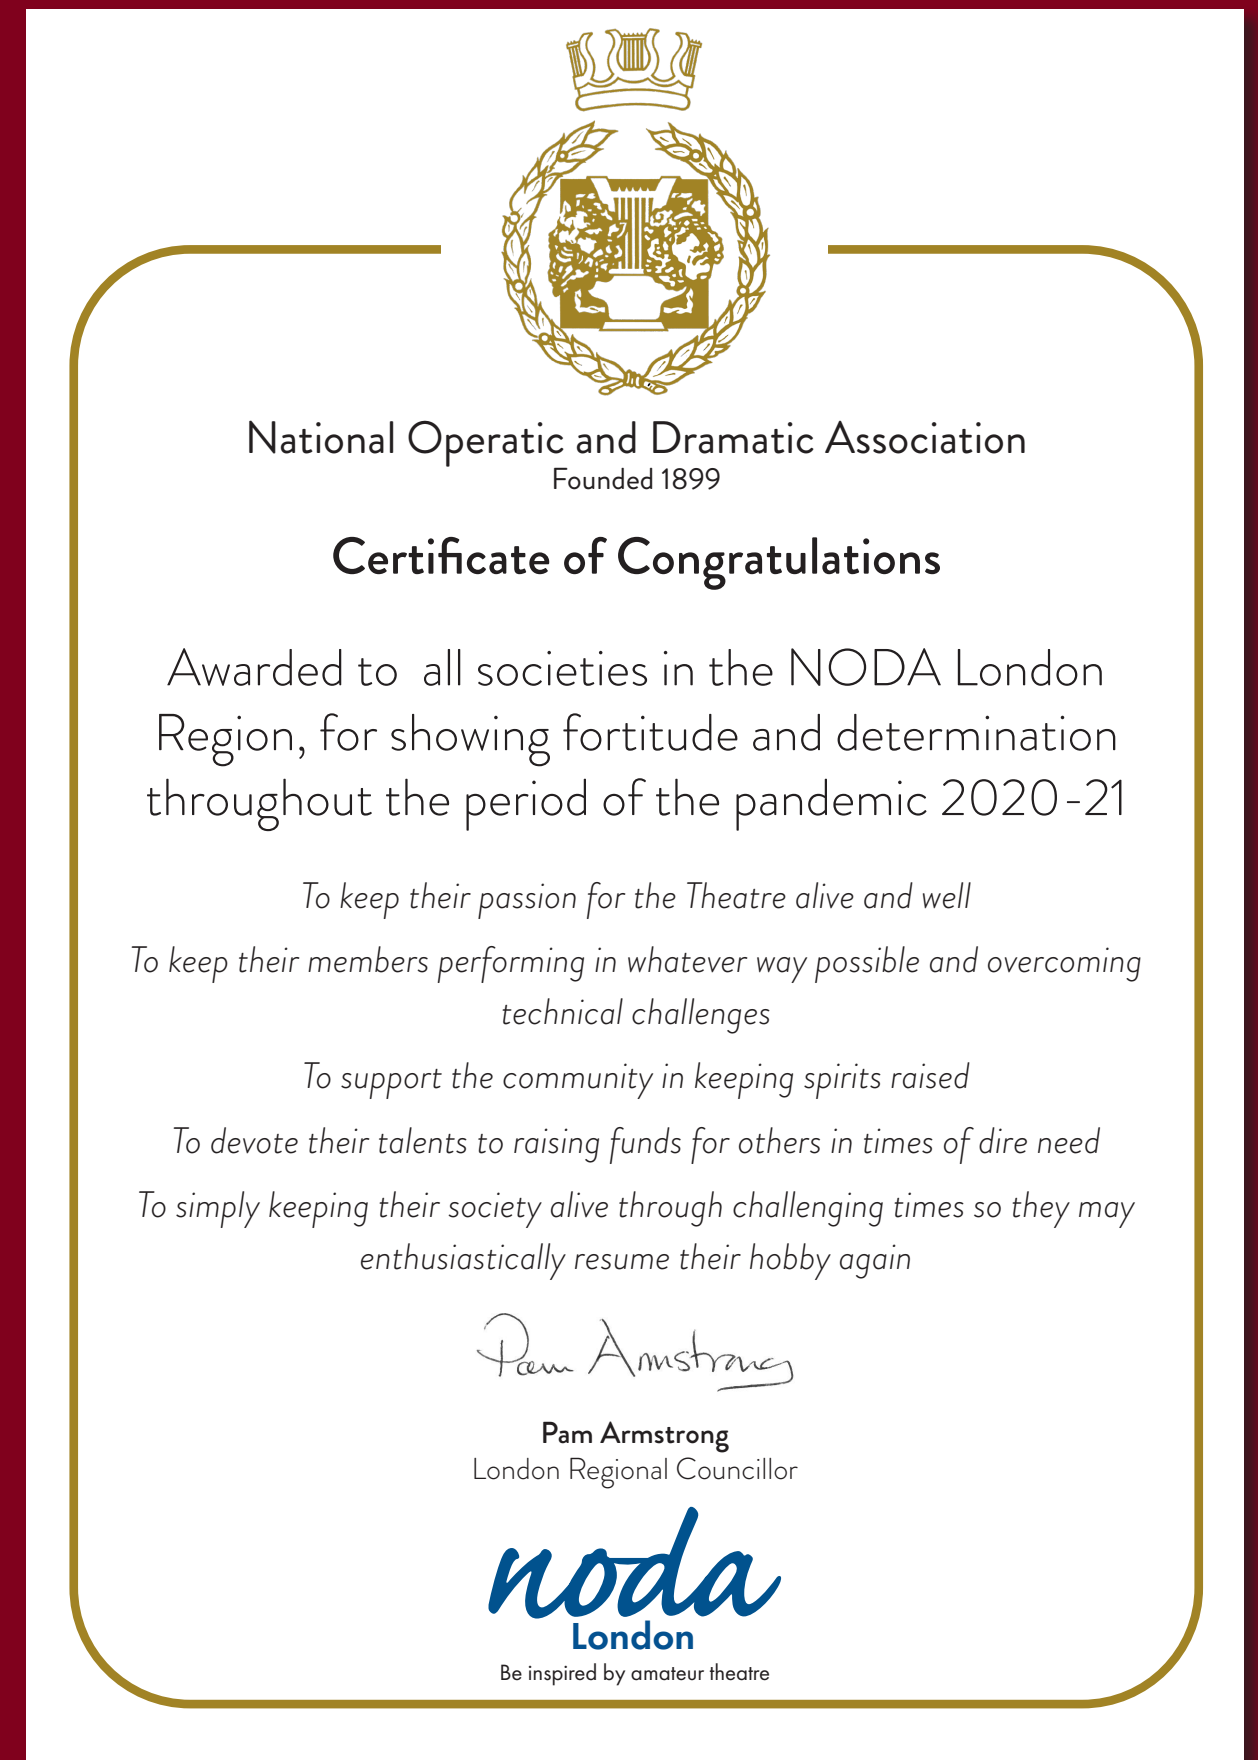 National Operatic and Dramatic Association
Founded 1899
Certificate of Congratulations
Awarded to all societies in the NODA London
Region, for showing fortitude and determination
throughout the period of the pandemic 2020-21
To keep their passion for the Theatre alive and well
To keep their members performing in whatever way possible and overcoming
technical challenges
To support the community in keeping spirits raised
To devote their talents to raising funds for others in times of dire need
To simply keeping their society alive through challenging times so they may
enthusiastically resume their hobby again
Pam Armstrong
Pam Armstrong
London Regional Councillor
noda
London
Be inspired by amateur theatre